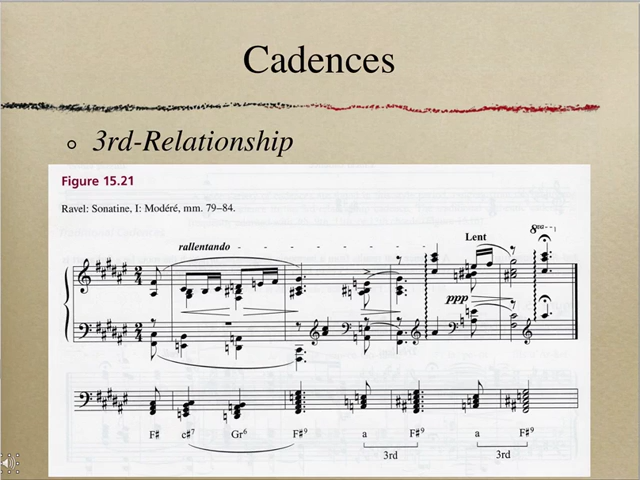 Cadences
3rd-Relationship
Figure 15.21
Ravel: Sonatine, I: Modéré, mm. 79–84.
rallentando
Lent
8va
ppp
F♯ c♯7 Gr6 F♯9 a F♯9 a F♯9
3rd 3rd